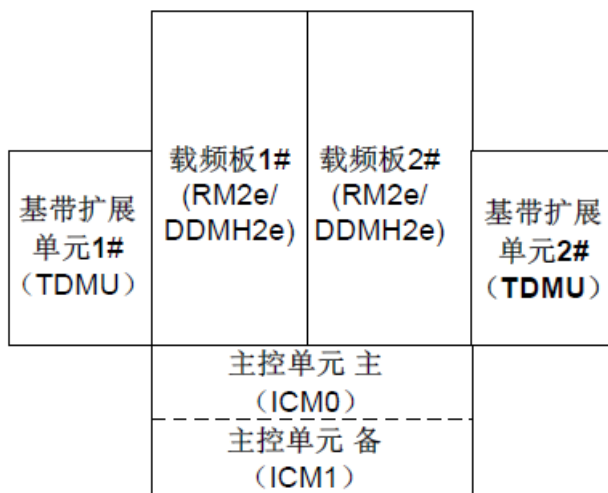 基带扩展
单元1#
（TDMU）
载频板1#
(RM2e/
DDMH2e)
载频板2#
(RM2e/
DDMH2e)
基带扩展
单元2#
（TDMU）
主控单元 主
（ICM0）
主控单元 备
（ICM1）